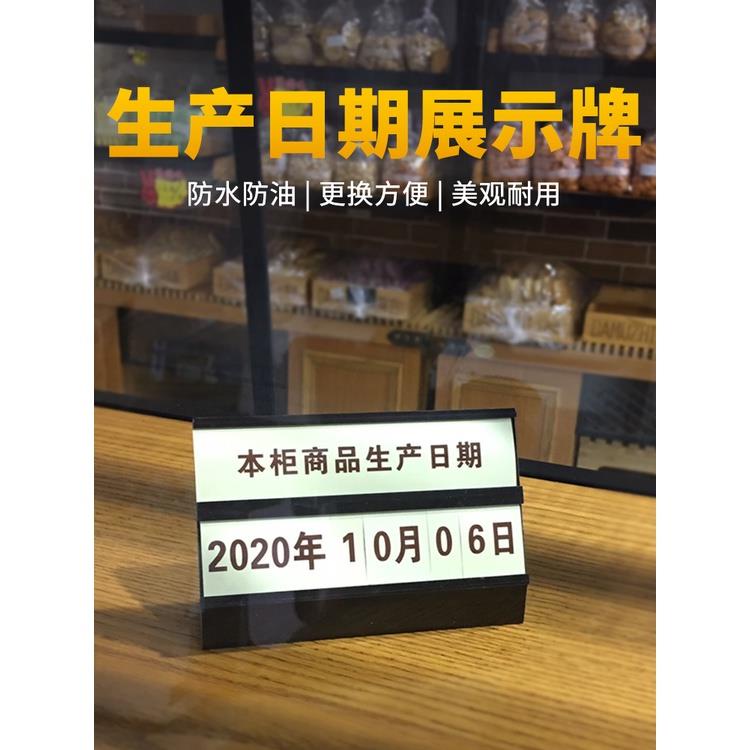 生产日期展示牌
防水防油 | 更换方便 | 美观耐用
DAMUZHI
本柜商品生产日期
2020年 10月 06日